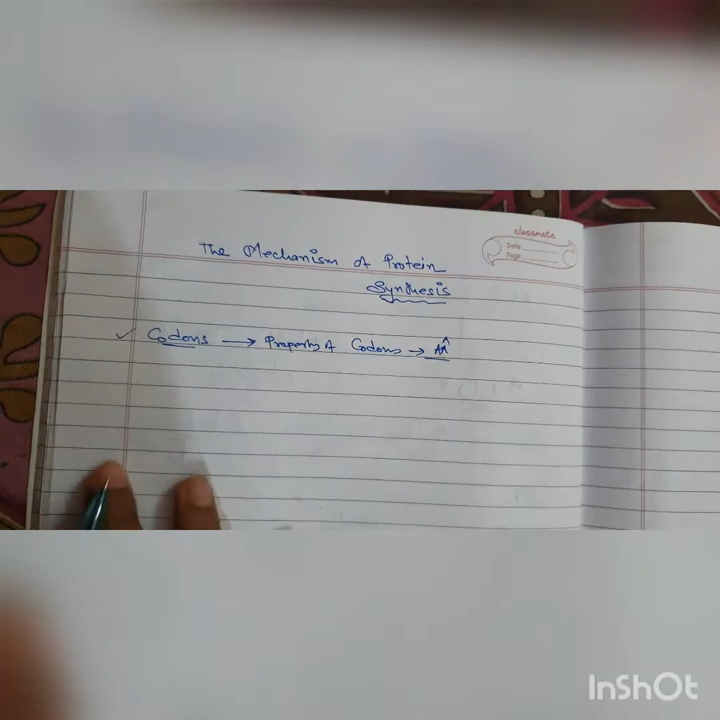 classmate
Date
Page
The Mechanism of Protein
Synthesis
✓ Codons → Property of Codons → AA
InShOt